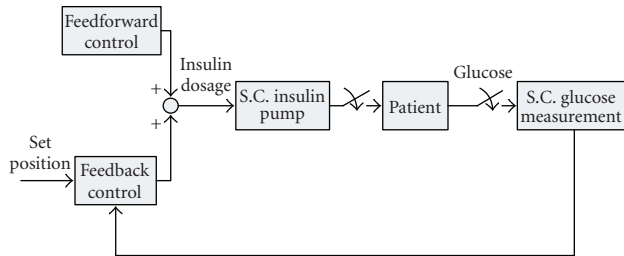 Feedforward
control
Insulin
dosage
+
+
S.C. insulin
pump
Patient
Glucose
S.C. glucose
measurement
Set
position
Feedback
control